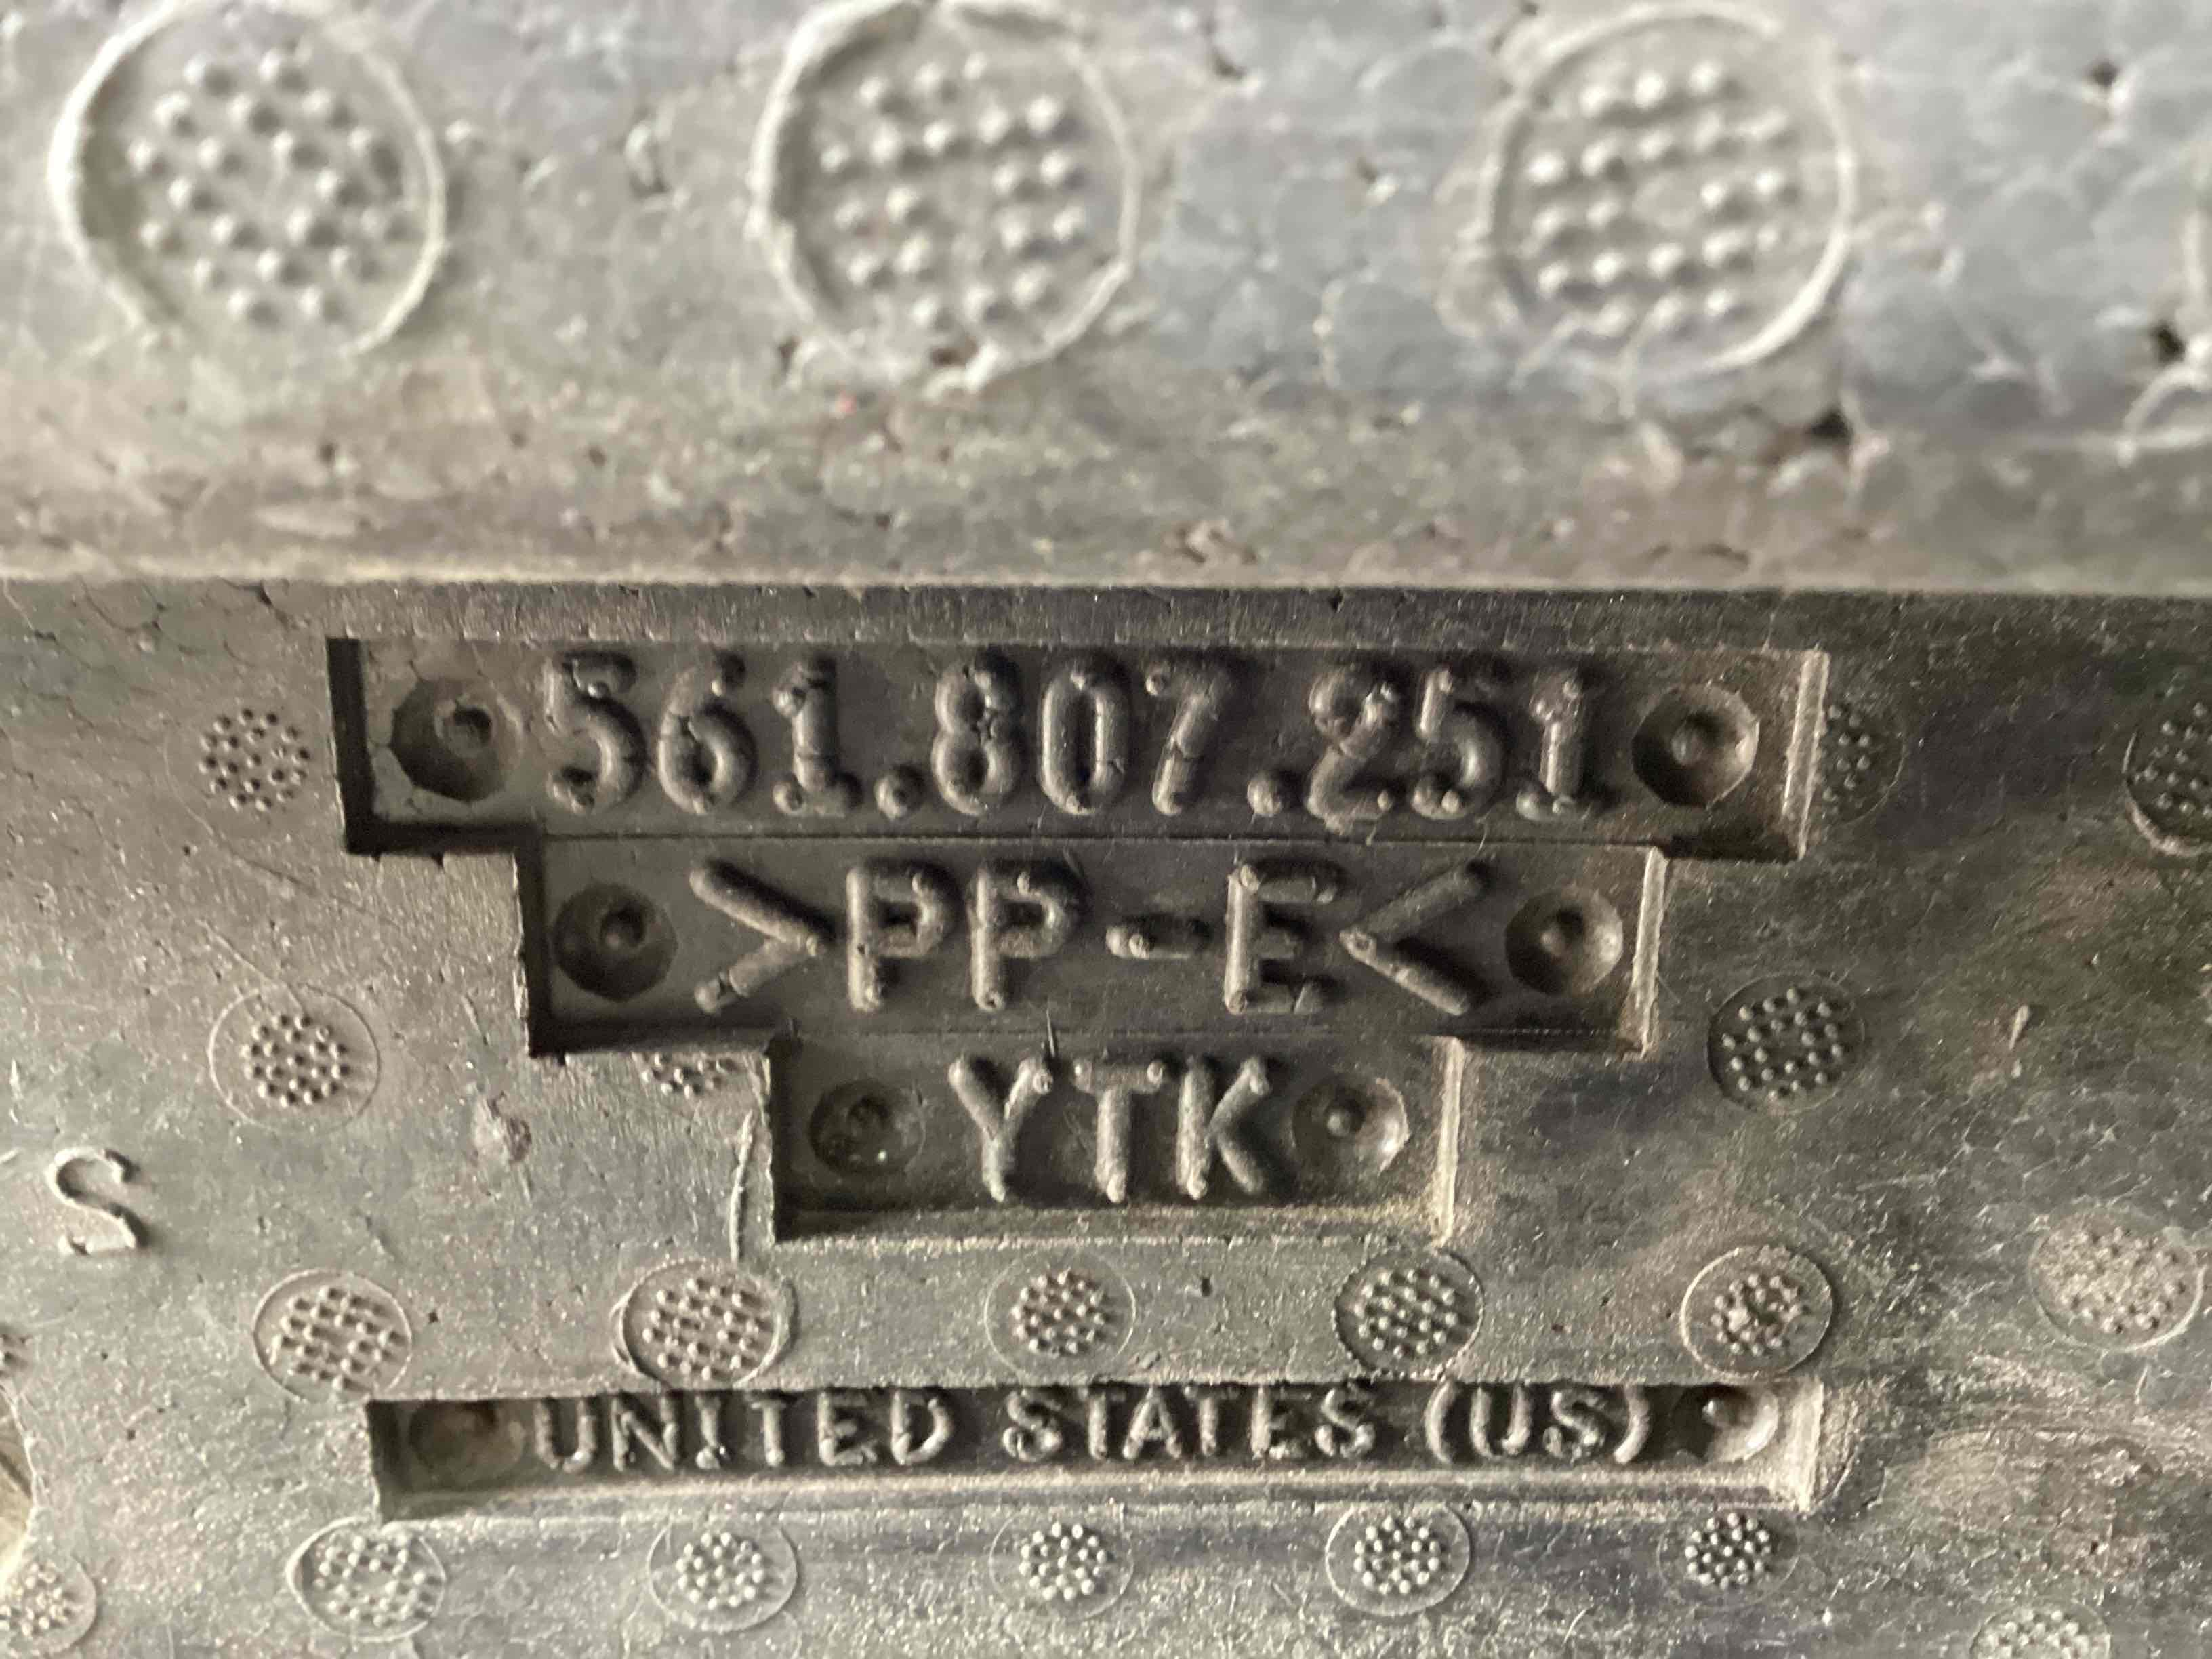 561.807.251
>PP-E<
YTK
S
UNITED STATES (US)